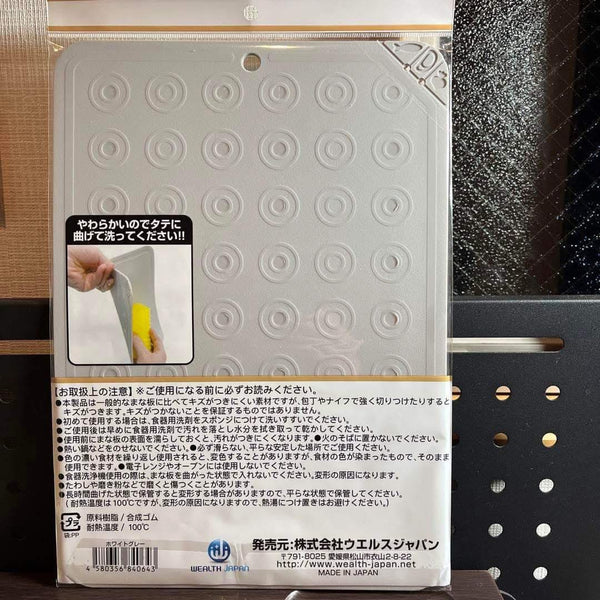 やわらかいのでタテに
曲げて洗ってください!!
【お取扱上の注意】 ※ご使用になる前に必ずお読みください。
●本製品は一般的なまな板に比べてキズがつきにくい素材ですが、包丁やナイフで強く切りつけたりすると
キズがつきます。キズがつかないことを保証するものではありません。
●初めて使用する場合は、食器用洗剤をスポンジにつけて洗いすすいでください。
●ご使用後は早めに食器用洗剤で汚れを落とし水分を拭き取って乾かしてください。
●使用前にまな板の表面を濡らしておくと、汚れがつきにくくなります。●火のそばに置かないでください。
●熱い鍋などをのせないでください。●必ず滑らない、平らな安定した場所でご使用ください。
●色の濃い食材を繰り返し使用されると、変色することがありますが、食材の色が染まったもので、そのまま
使用できます。●電子レンジやオーブンには使用しないでください。
●食器洗浄機使用の際は、まな板を曲がった状態で入れないでください。変形の原因になります。
●たわしや磨き粉などで磨くと傷つくことがあります。
●長時間曲げた状態で保管すると変形する場合がありますので、平らな状態で保管してください。
(耐熱温度は100℃ですが、変形の原因になりますので、熱湯につけ置きはお避けください。)
プラ
袋:PP
原料樹脂/合成ゴム
耐熱温度/100℃
ホワイトグレー
4 580356 840643
WEALTH JAPAN
発売元:株式会社ウエルスジャパン
〒791-8025 愛媛県松山市衣山2-8-22
http://www.wealth-japan.net
MADE IN JAPAN